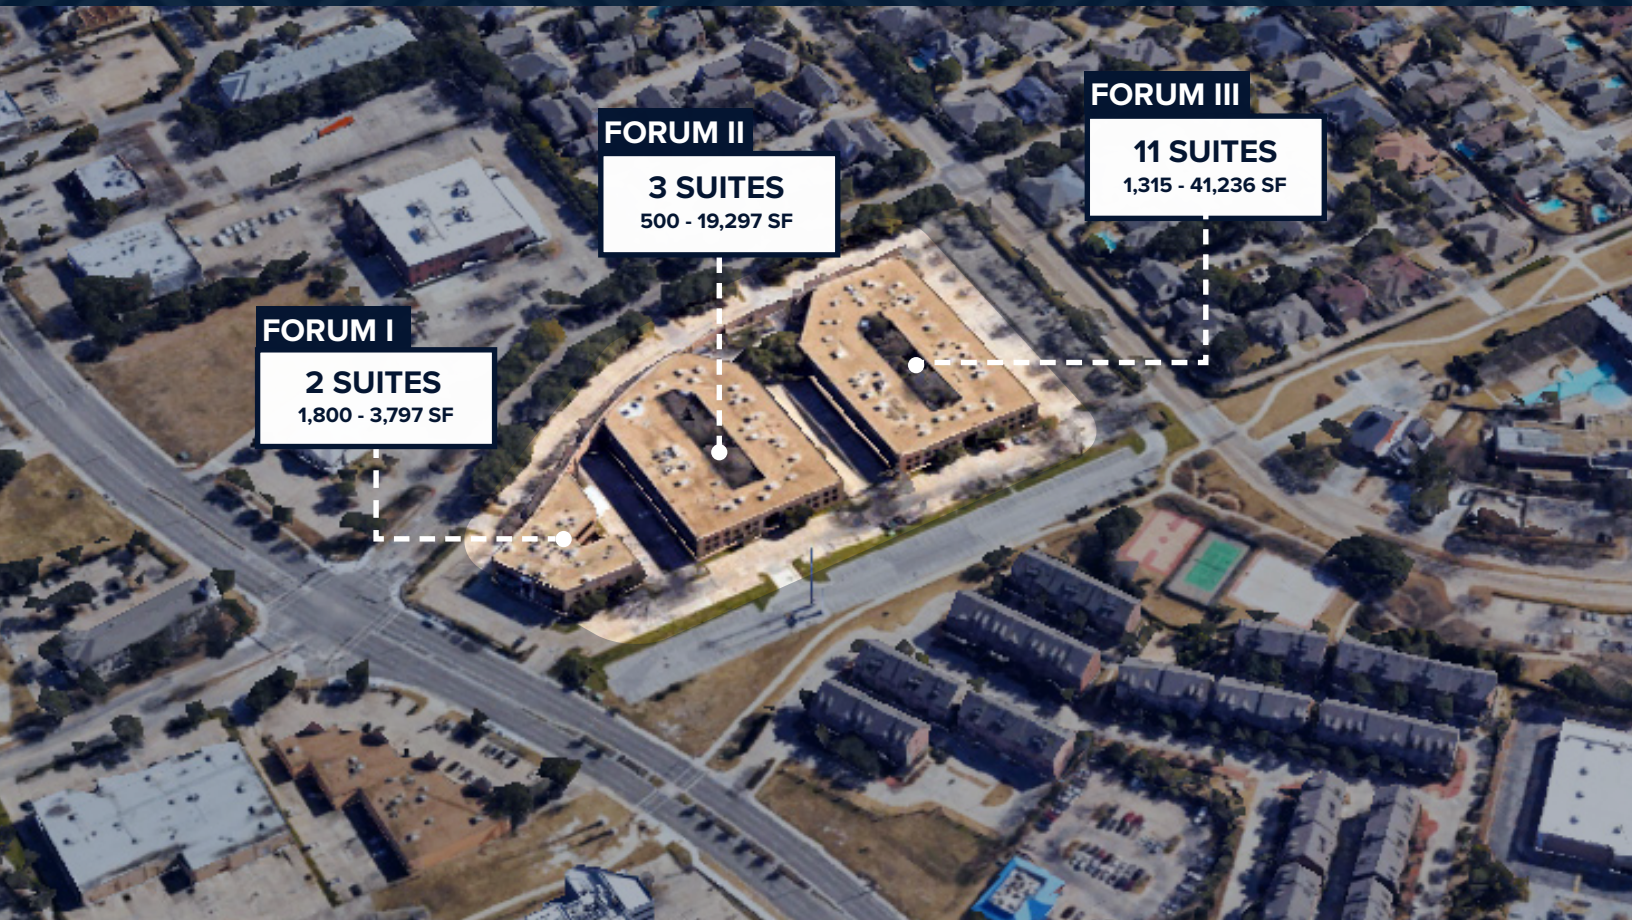 FORUM I
2 SUITES
1,800 - 3,797 SF
FORUM II
3 SUITES
500 - 19,297 SF
FORUM III
11 SUITES
1,315 - 41,236 SF